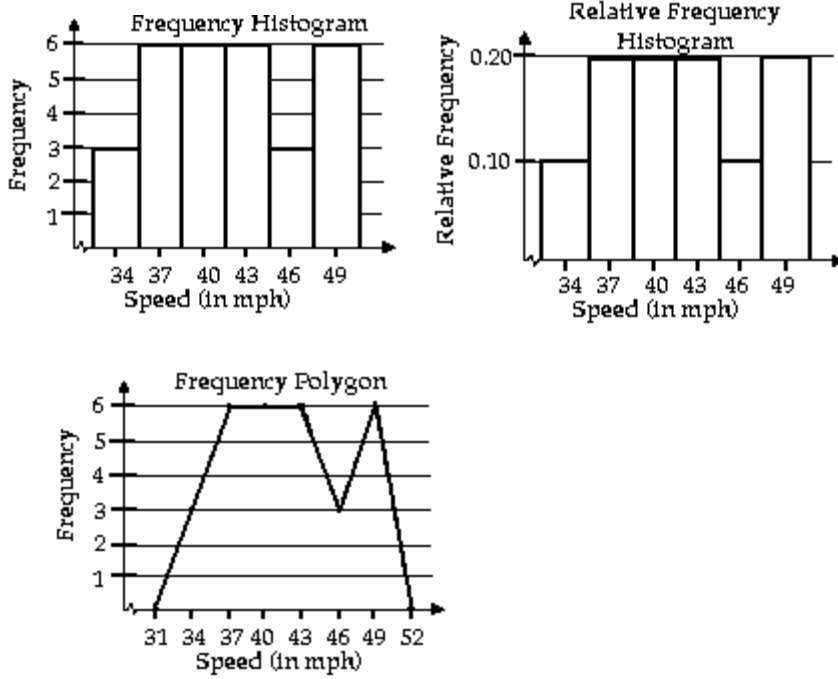 Frequency Histogram
Frequency
6
5
4
3
2
1
34 37 40 43 46 49
Speed (in mph)
Relative Frequency
Histogram
Relative Frequency
0.20
0.10
34 37 40 43 46 49
Speed (in mph)
Frequency Polygon
Frequency
6
5
4
3
2
1
31 34 37 40 43 46 49 52
Speed (in mph)